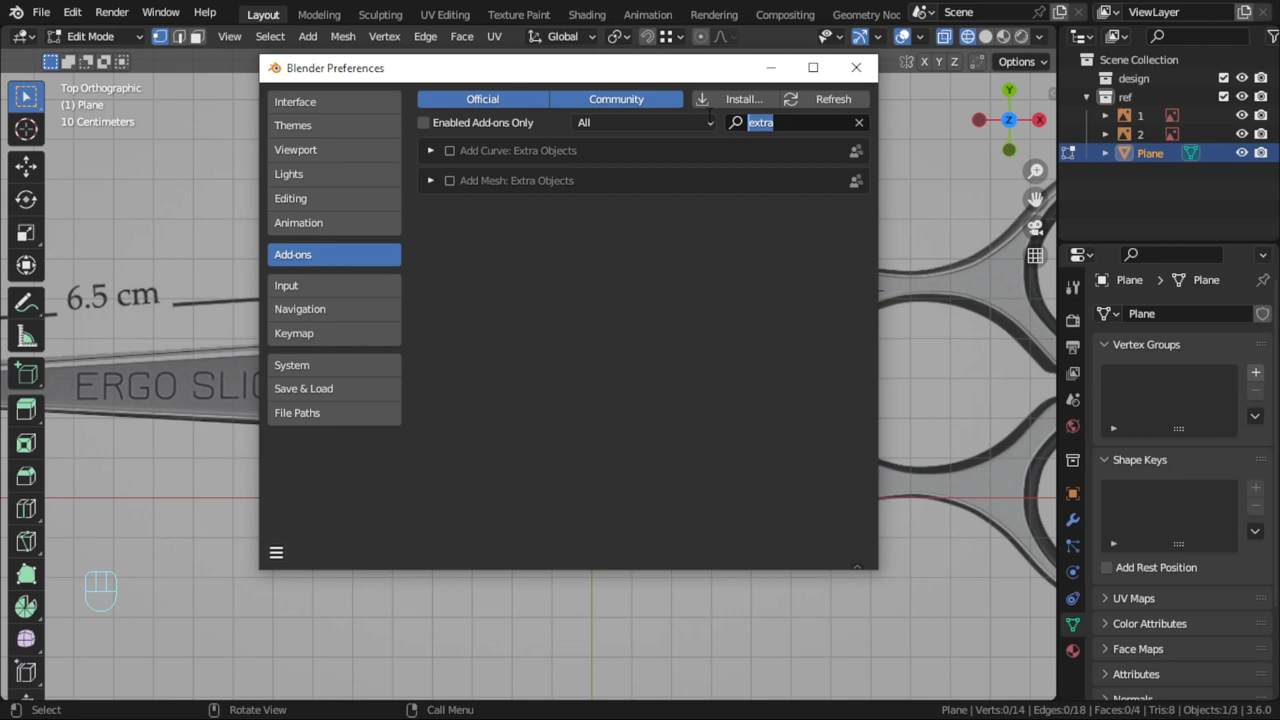 File Edit Render Window Help Layout Modeling Sculpting UV Editing Texture Paint Shading Animation Rendering Compositing Geometry Noc Scene ViewLayer
Edit Mode View Select Add Mesh Vertex Edge Face UV Global
X Y Z Options
Top Orthographic
(1) Plane
10 Centimeters
6.5 cm
ERGO SLIC
Blender Preferences
Interface
Themes
Viewport
Lights
Editing
Animation
Add-ons
Input
Navigation
Keymap
System
Save & Load
File Paths
Official Community Install... Refresh
Enabled Add-ons Only All extra
Add Curve: Extra Objects
Add Mesh: Extra Objects
Y
Z X
Scene Collection
design
ref
1
2
Plane
Plane Plane
Plane
Vertex Groups
Shape Keys
Add Rest Position
UV Maps
Color Attributes
Face Maps
Attributes
Normals
Select Rotate View Call Menu Plane | Verts:0/14 | Edges:0/18 | Faces:0/4 | Tris:8 | Objects:1/3 | 3.6.0